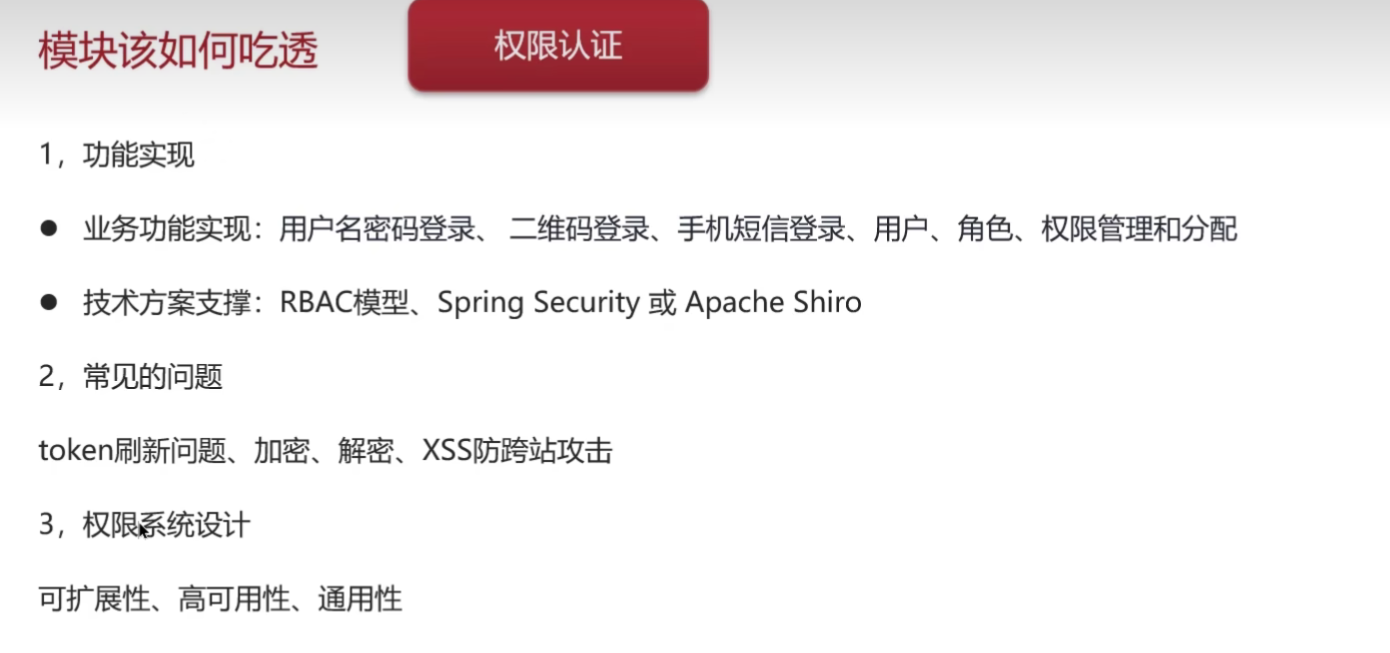 模块该如何吃透
权限认证
1，功能实现
● 业务功能实现：用户名密码登录、 二维码登录、手机短信登录、用户、角色、权限管理和分配
● 技术方案支撑：RBAC模型、Spring Security 或 Apache Shiro
2，常见的问题
token刷新问题、加密、解密、XSS防跨站攻击
3，权限系统设计
可扩展性、高可用性、通用性